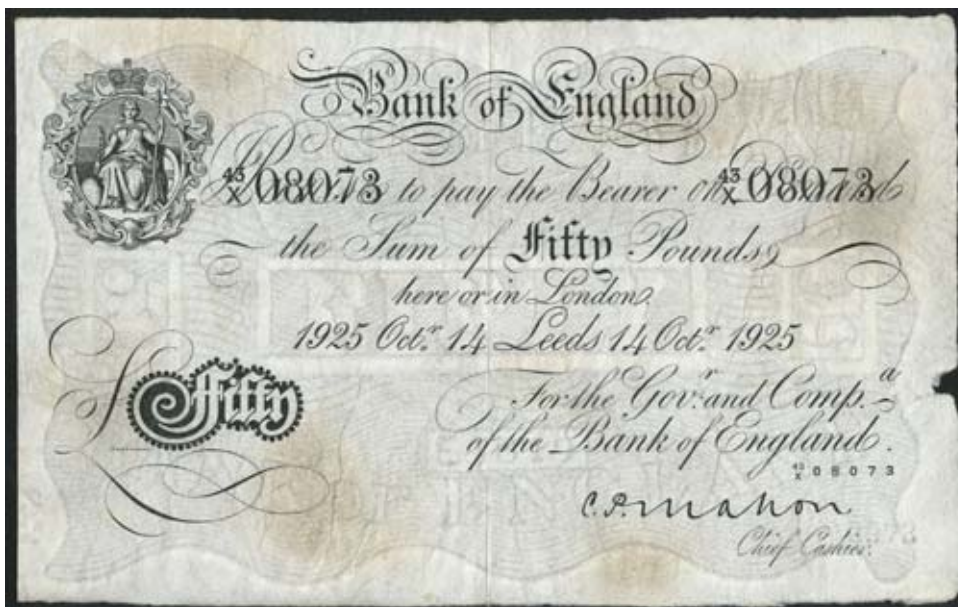 Bank of England
43/X 08073 to pay the Bearer on 43/X 08073
the Sum of Fifty Pounds
here or in London.
1925 Octr. 14 Leeds 14 Octr. 1925
For the Govr. and Compa.
of the Bank of England.
£ Fifty
43/X 08073
C.P. Mahon
Chief Cashier.